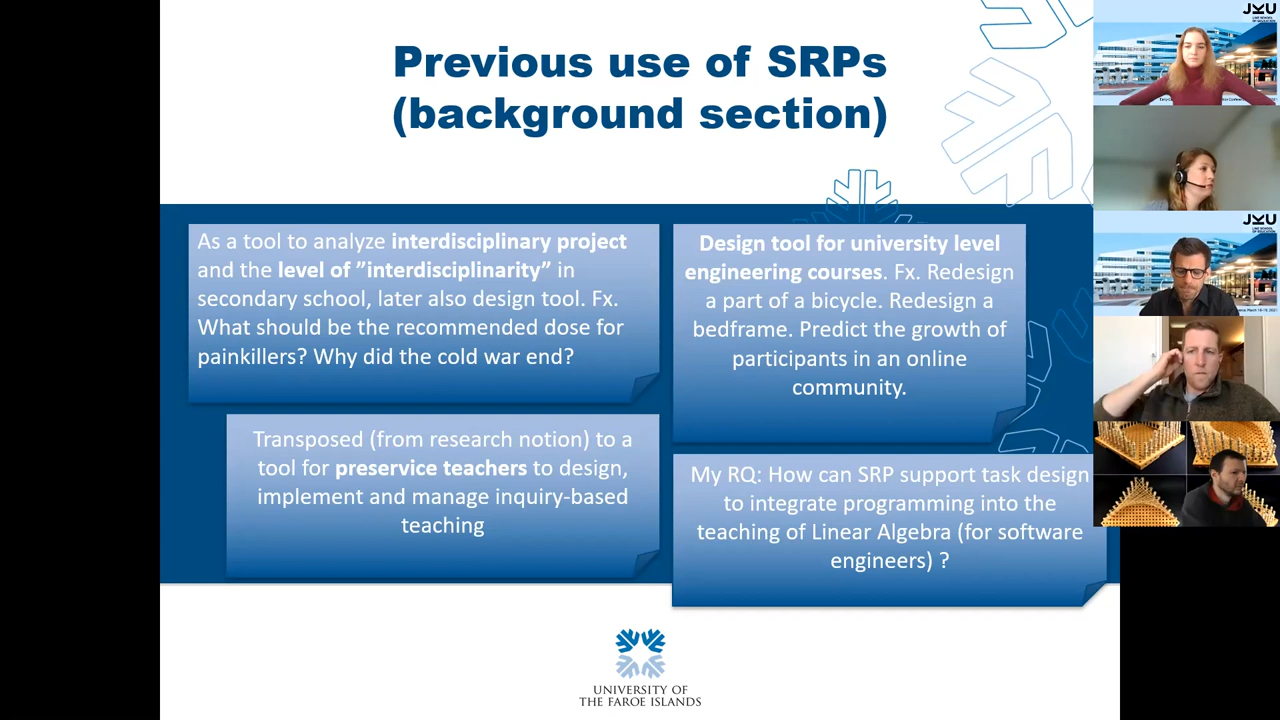 Previous use of SRPs
(background section)
As a tool to analyze interdisciplinary project
and the level of ”interdisciplinarity” in
secondary school, later also design tool. Fx.
What should be the recommended dose for
painkillers? Why did the cold war end?
Design tool for university level
engineering courses. Fx. Redesign
a part of a bicycle. Redesign a
bedframe. Predict the growth of
participants in an online
community.
Transposed (from research notion) to a
tool for preservice teachers to design,
implement and manage inquiry-based
teaching
My RQ: How can SRP support task design
to integrate programming into the
teaching of Linear Algebra (for software
engineers) ?
UNIVERSITY OF
THE FAROE ISLANDS
JKU
JKU